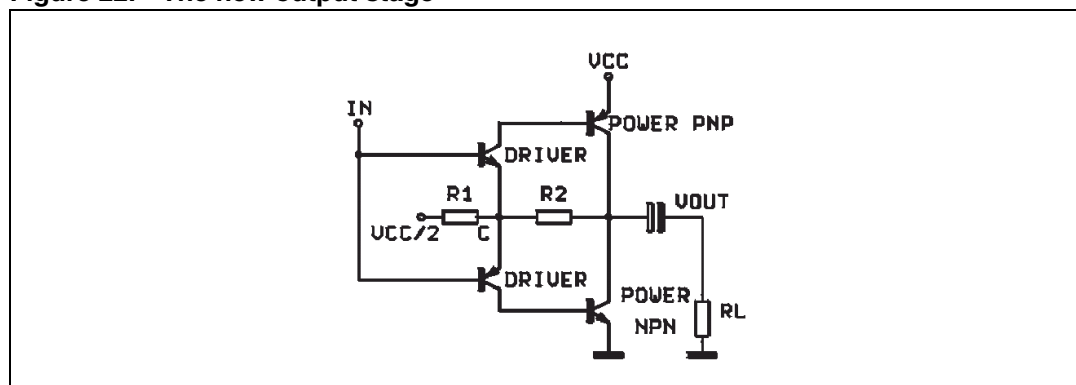 Figure 22. The new output stage
VCC
IN
POWER PNP
DRIVER
R1
R2
VOUT
VCC/2
C
DRIVER
POWER
NPN
RL